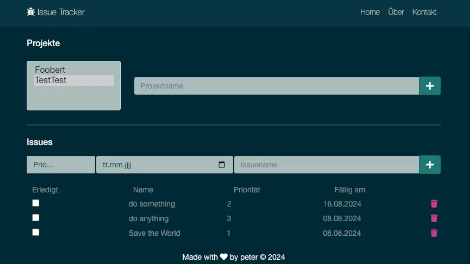 Issue Tracker Home Über Kontakt
Projekte
Foobert
TestTest
Projektname
Issues
Prio... tt.mm.jjj Issuename
Erledigt Name Priorität Fällig am
do something 2 16.08.2024
do anything 3 08.08.2024
Save the World 1 08.08.2024
Made with by peter © 2024